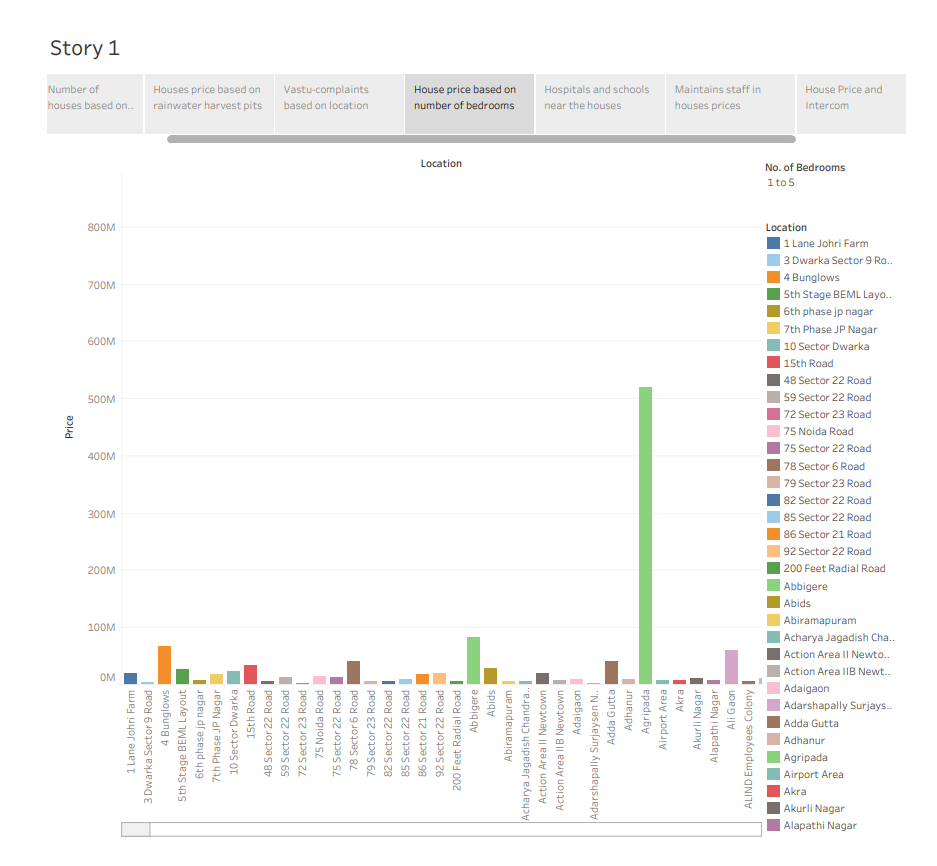 Story 1
Number of
houses based on..
Houses price based on
rainwater harvest pits
Vastu-complaints
based on location
House price based on
number of bedrooms
Hospitals and schools
near the houses
Maintains staff in
houses prices
House Price and
Intercom
Location
Price
800M
700M
600M
500M
400M
300M
200M
100M
0M
1 Lane Johri Farm
3 Dwarka Sector 9 Road
4 Bunglows
5th Stage BEML Layout
6th phase jp nagar
7th Phase JP Nagar
10 Sector Dwarka
15th Road
48 Sector 22 Road
59 Sector 22 Road
72 Sector 23 Road
75 Noida Road
75 Sector 22 Road
78 Sector 6 Road
79 Sector 23 Road
82 Sector 22 Road
85 Sector 22 Road
86 Sector 21 Road
92 Sector 22 Road
200 Feet Radial Road
Abbigere
Abids
Abiramapuram
Acharya Jagadish Chandra..
Action Area II Newtown
Action Area IIB Newtown
Adaigaon
Adarshapally Surjaysen N..
Adda Gutta
Adhanur
Agripada
Airport Area
Akra
Akurli Nagar
Alapathi Nagar
Ali Gaon
ALIND Employees Colony
No. of Bedrooms
1 to 5
Location
1 Lane Johri Farm
3 Dwarka Sector 9 Ro..
4 Bunglows
5th Stage BEML Layo..
6th phase jp nagar
7th Phase JP Nagar
10 Sector Dwarka
15th Road
48 Sector 22 Road
59 Sector 22 Road
72 Sector 23 Road
75 Noida Road
75 Sector 22 Road
78 Sector 6 Road
79 Sector 23 Road
82 Sector 22 Road
85 Sector 22 Road
86 Sector 21 Road
92 Sector 22 Road
200 Feet Radial Road
Abbigere
Abids
Abiramapuram
Acharya Jagadish Cha..
Action Area II Newto..
Action Area IIB Newt..
Adaigaon
Adarshapally Surjays..
Adda Gutta
Adhanur
Agripada
Airport Area
Akra
Akurli Nagar
Alapathi Nagar